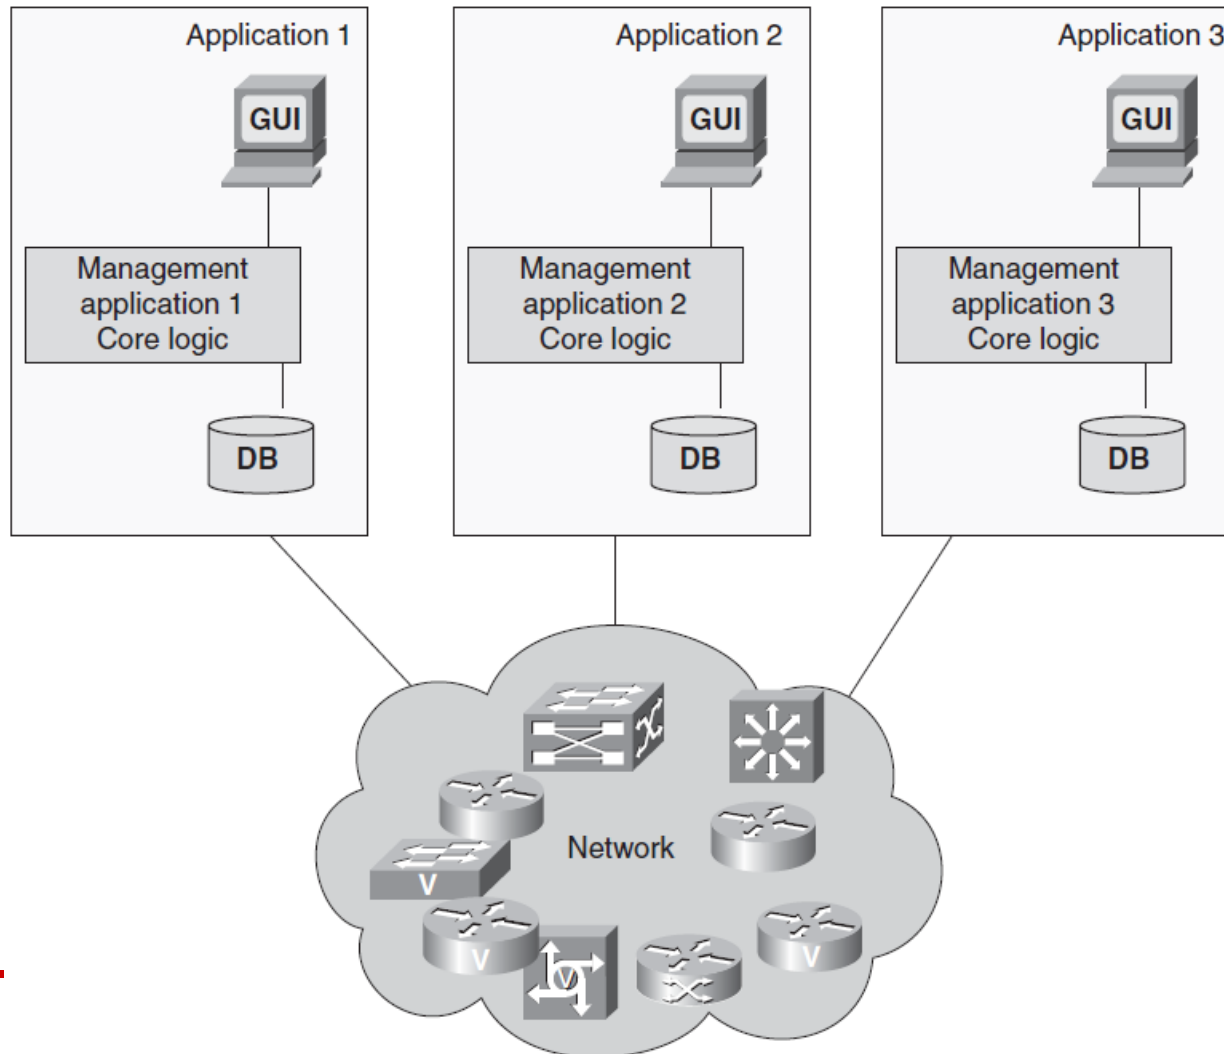 Application 1
GUI
Management
application 1
Core logic
DB
Application 2
GUI
Management
application 2
Core logic
DB
Application 3
GUI
Management
application 3
Core logic
DB
Network
V
V
V
V